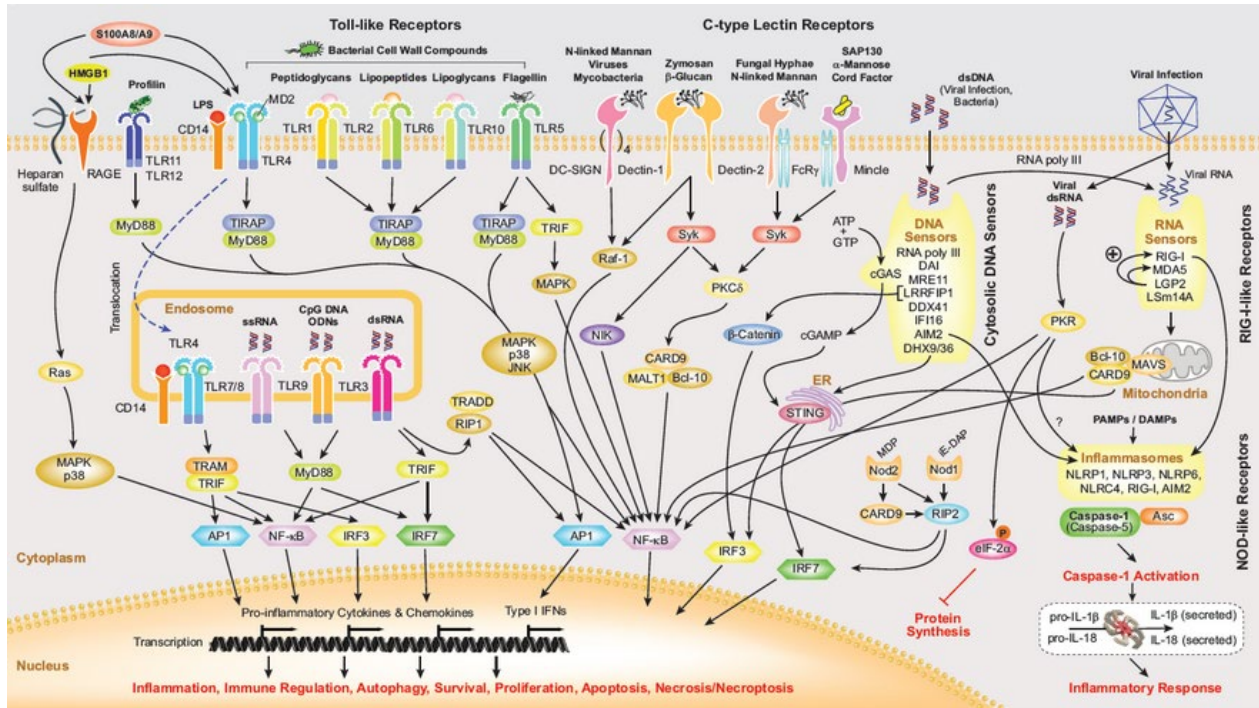 S100A8/A9
HMGB1
Toll-like Receptors
Bacterial Cell Wall Compounds
Peptidoglycans
Lipopeptides
Lipoglycans
Flagellin
C-type Lectin Receptors
N-linked Mannan
Viruses
Mycobacteria
Zymosan
β-Glucan
Fungal Hyphae
N-linked Mannan
SAP130
α-Mannose
Cord Factor
dsDNA
(Viral Infection,
Bacteria)
Viral Infection
Profilin
LPS
MD2
CD14
TLR1
TLR2
TLR6
TLR10
TLR5
TLR4
TLR11
TLR12
Heparan
sulfate
RAGE
4
DC-SIGN
Dectin-1
Dectin-2
FcRγ
Mincle
RNA poly III
Viral RNA
Viral
dsRNA
MyD88
TIRAP
MyD88
TIRAP
MyD88
TIRAP
MyD88
TRIF
MAPK
Raf-1
Syk
Syk
PKCδ
NIK
β-Catenin
CARD9
MALT1
Bcl-10
ATP
+
GTP
cGAS
cGAMP
DNA
Sensors
RNA poly III
DAI
MRE11
LRRFIP1
DDX41
IFI16
AIM2
DHX9/36
Cytosolic DNA Sensors
RNA
Sensors
RIG-I
MDA5
LGP2
LSm14A
+
RIG-I-like Receptors
PKR
Bcl-10
CARD9
MAVS
Mitochondria
ER
STING
Translocation
Endosome
TLR4
CD14
ssRNA
TLR7/8
CpG DNA
ODNs
TLR9
dsRNA
TLR3
MAPK
p38
JNK
TRADD
RIP1
Ras
MAPK
p38
TRAM
TRIF
MyD88
TRIF
AP1
NF-κB
IRF3
IRF7
AP1
NF-κB
IRF3
IRF7
MDP
Nod2
iE-DAP
Nod1
CARD9
RIP2
P
eIF-2α
Protein
Synthesis
?
PAMPs / DAMPs
Inflammasomes
NLRP1, NLRP3, NLRP6,
NLRC4, RIG-I, AIM2
Caspase-1
(Caspase-5)
Asc
NOD-like Receptors
Caspase-1 Activation
pro-IL-1β
pro-IL-18
IL-1β (secreted)
IL-18 (secreted)
Inflammatory Response
Cytoplasm
Nucleus
Pro-inflammatory Cytokines & Chemokines
Type I IFNs
Transcription
Inflammation, Immune Regulation, Autophagy, Survival, Proliferation, Apoptosis, Necrosis/Necroptosis